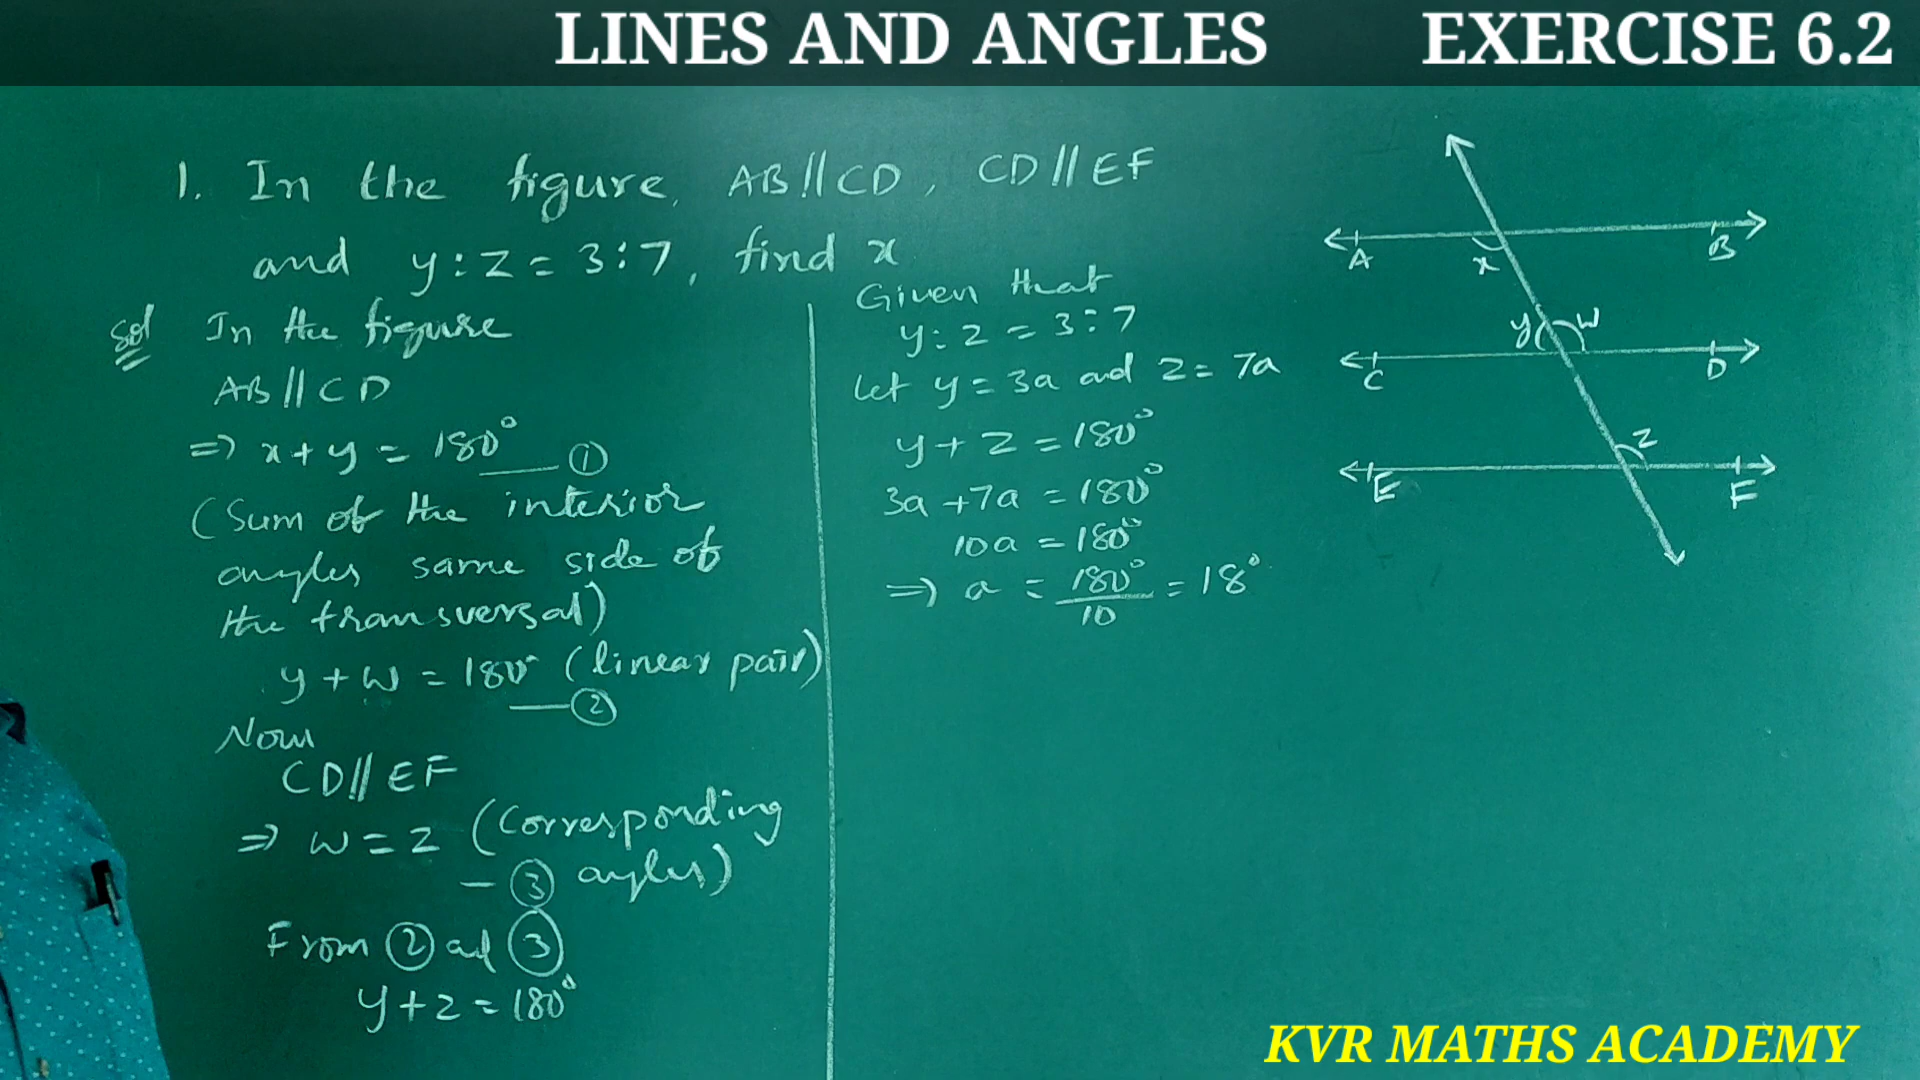 LINES AND ANGLES EXERCISE 6.2
1. In the figure, AB∥CD, CD∥EF
and y:z = 3:7, find x
Sol In the figure
AB∥CD
⇒ x+y = 180° — ①
(Sum of the interior
angles same side of
the transversal)
y+w = 180° (linear pair)
— ②
Now
CD∥EF
⇒ w=z (Corresponding
— ③ angles)
From ② ad ③
y+z = 180°
Given that
y:z = 3:7
Let y = 3a and z = 7a
y+z = 180°
3a+7a = 180°
10a = 180°
⇒ a = 180°/10 = 18°
A B
x
y w
C D
z
E F
KVR MATHS ACADEMY